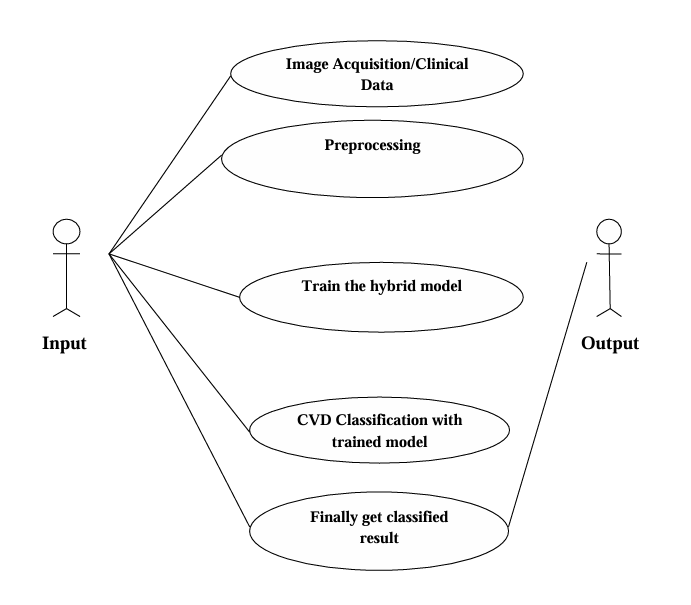 Image Acquisition/Clinical
Data
Preprocessing
Train the hybrid model
Input
Output
CVD Classification with
trained model
Finally get classified
result